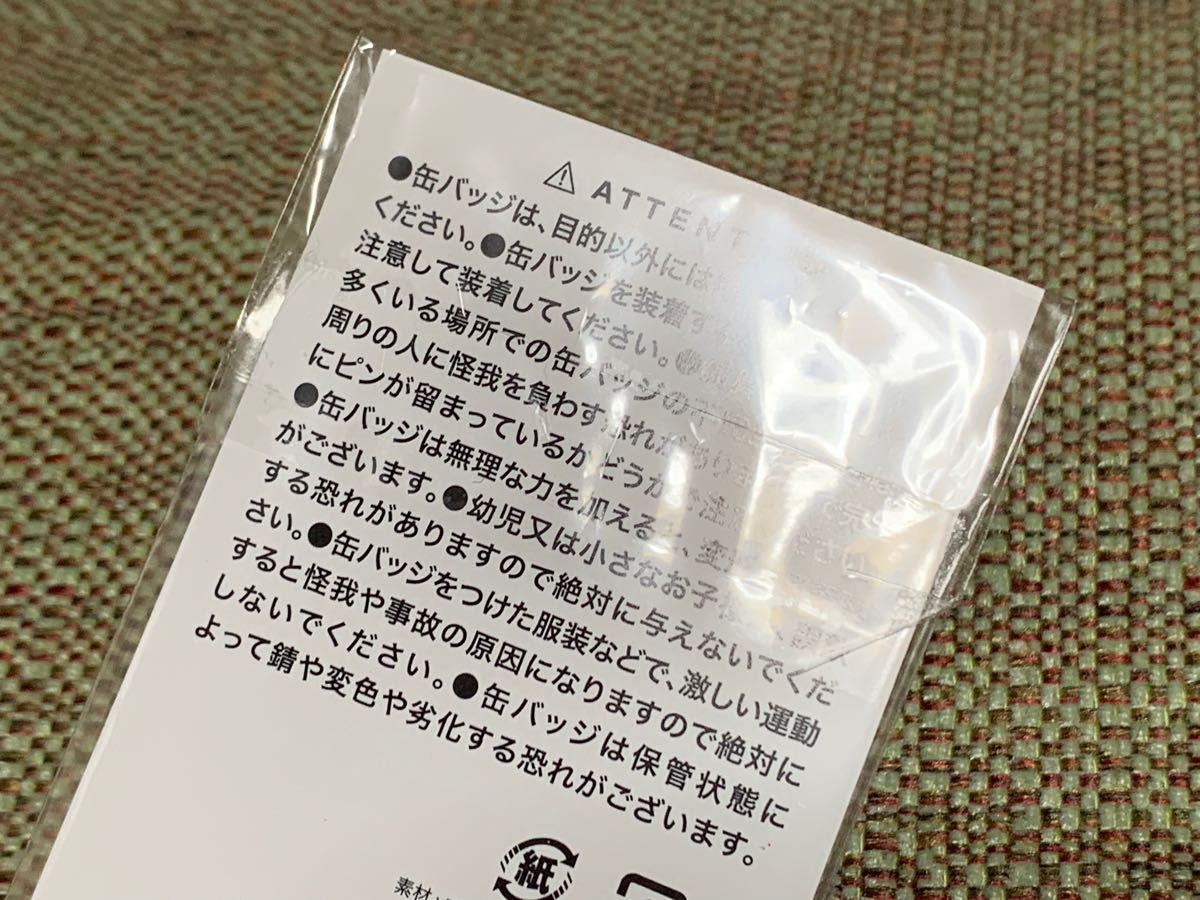 ⚠ ATTENT
●缶バッジは、目的以外には
ください。●缶バッジを装着す
注意して装着してください。
多くいる場所での缶バッジの
周りの人に怪我を負わす恐れがあり
にピンが留まっているかどうか
●缶バッジは無理な力を加えると、変
がございます。●幼児又は小さなお子
する恐れがありますので絶対に与えないでくだ
さい。●缶バッジをつけた服装などで、激しい運動
すると怪我や事故の原因になりますので絶対に
しないでください。●缶バッジは保管状態に
よって錆や変色や劣化する恐れがございます。
紙
素材